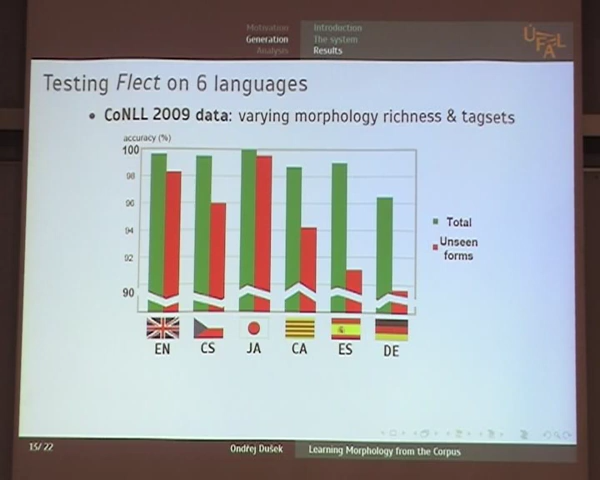 Motivation
Generation
Analysis
Introduction
The system
Results
ÚFAL
Testing Flect on 6 languages
• CoNLL 2009 data: varying morphology richness & tagsets
accuracy (%)
100
98
96
94
92
90
Total
Unseen
forms
EN CS JA CA ES DE
15/22
Ondřej Dušek
Learning Morphology from the Corpus